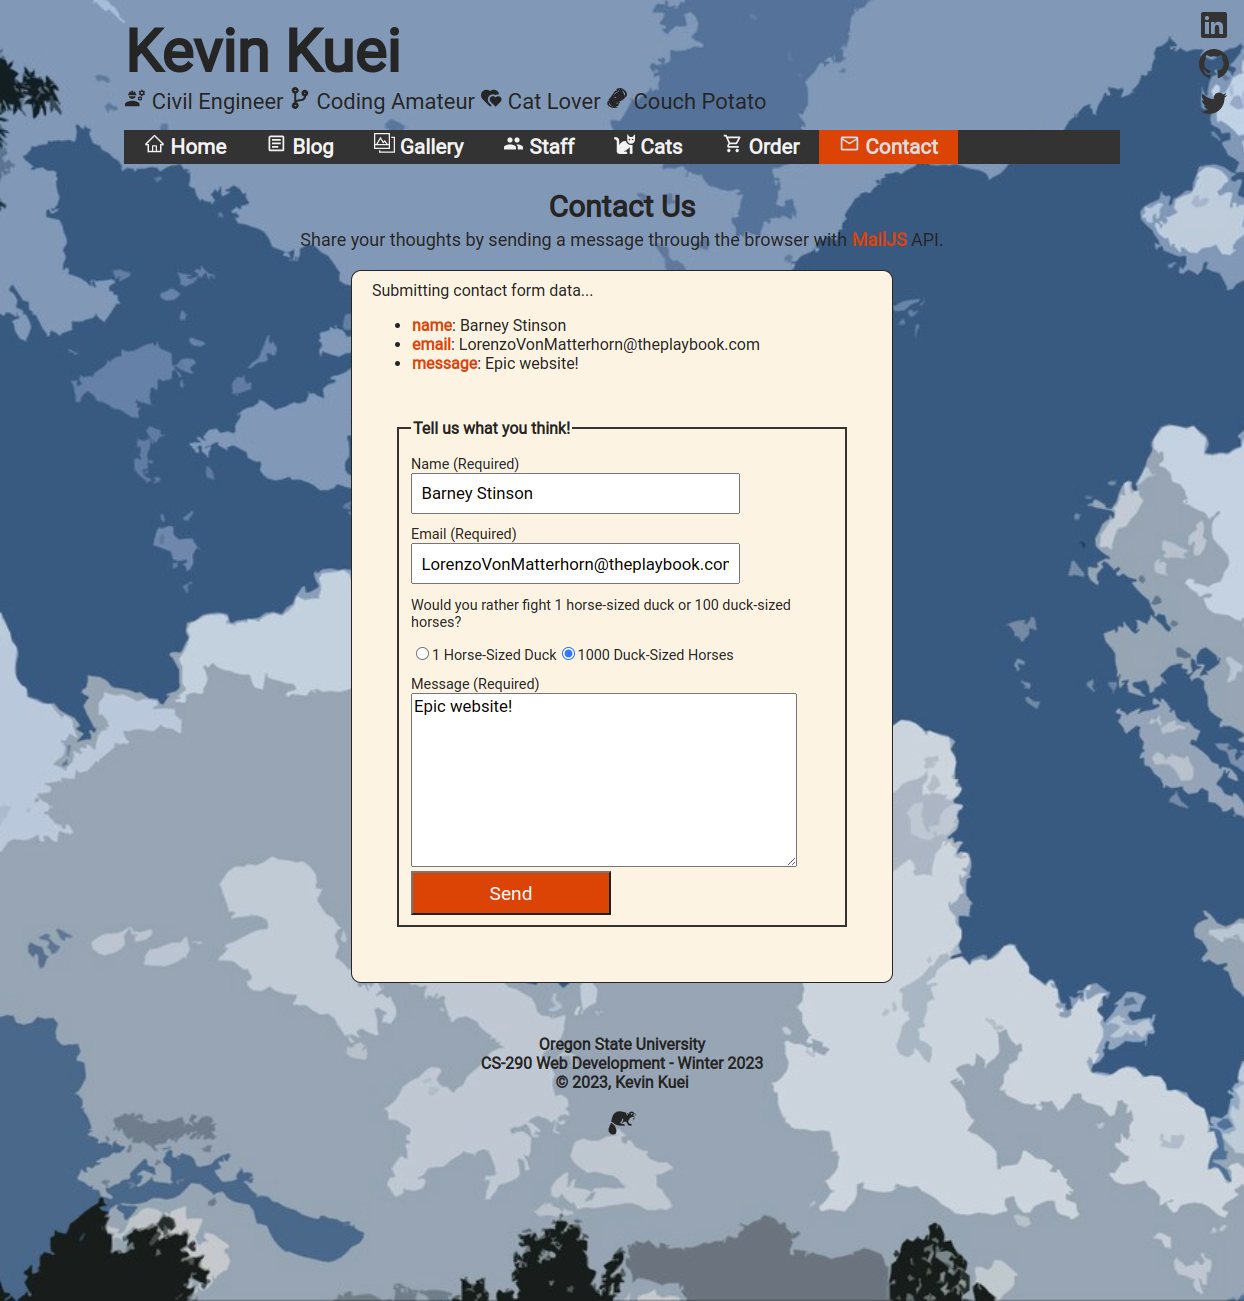 Kevin Kuei
Civil Engineer Coding Amateur Cat Lover Couch Potato
Home Blog Gallery Staff Cats Order Contact
Contact Us
Share your thoughts by sending a message through the browser with MailJS API.
Submitting contact form data...
• name: Barney Stinson
• email: LorenzoVonMatterhorn@theplaybook.com
• message: Epic website!
Tell us what you think!
Name (Required)
Barney Stinson
Email (Required)
LorenzoVonMatterhorn@theplaybook.con
Would you rather fight 1 horse-sized duck or 100 duck-sized
horses?
1 Horse-Sized Duck 1000 Duck-Sized Horses
Message (Required)
Epic website!
Send
Oregon State University
CS-290 Web Development - Winter 2023
© 2023, Kevin Kuei